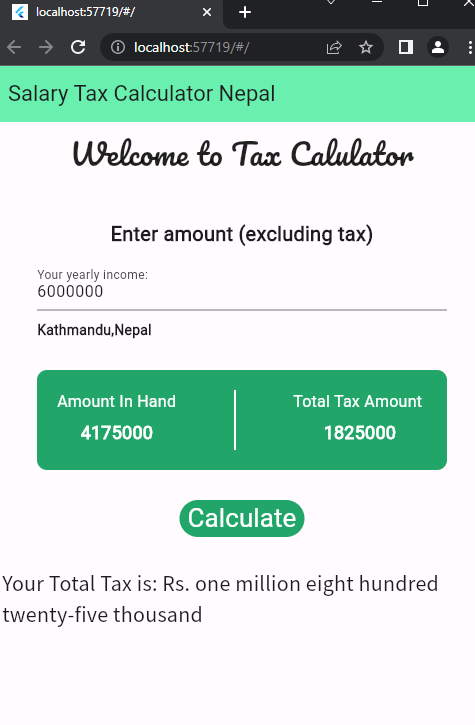 localhost:57719/#/
localhost:57719/#/
Salary Tax Calculator Nepal
Welcome to Tax Calulator
Enter amount (excluding tax)
Your yearly income:
6000000
Kathmandu,Nepal
Amount In Hand Total Tax Amount
4175000 1825000
Calculate
Your Total Tax is: Rs. one million eight hundred
twenty-five thousand